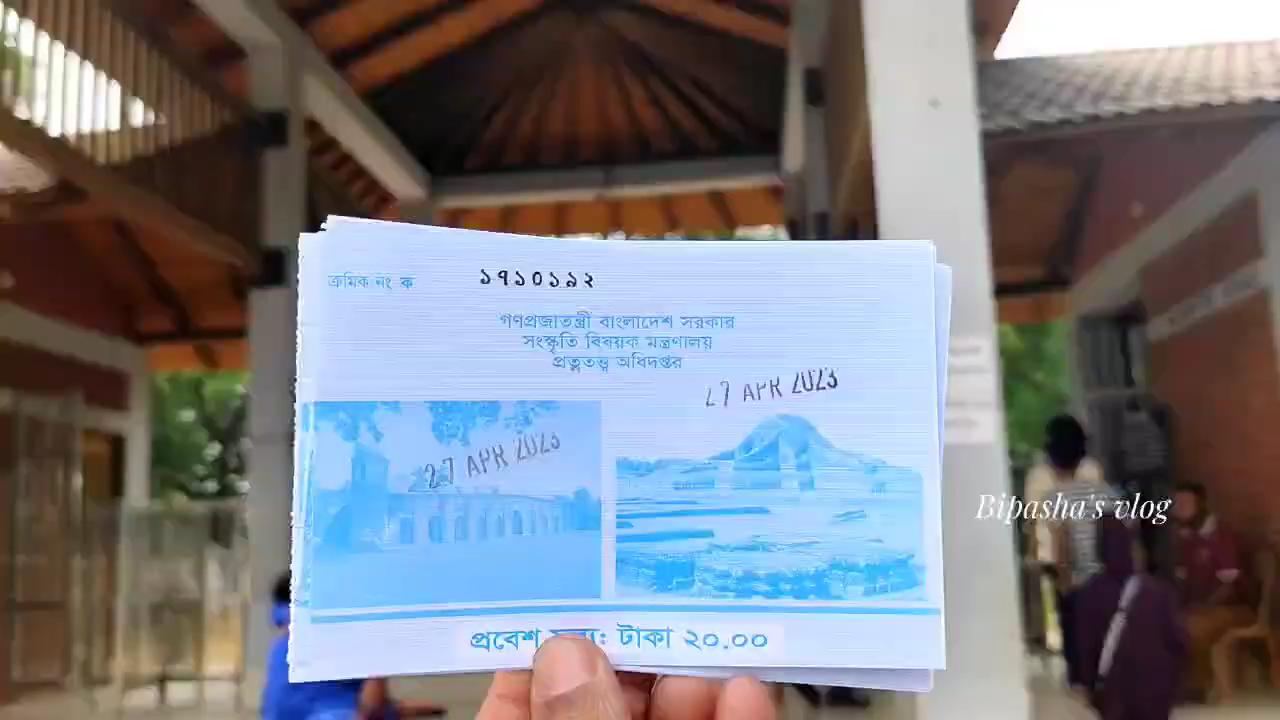 ক্রমিক নং ক ১৭১০১৯২
গণপ্রজাতন্ত্রী বাংলাদেশ সরকার
সংস্কৃতি বিষয়ক মন্ত্রণালয়
প্রত্নতত্ত্ব অধিদপ্তর
27 APR 2023
27 APR 2023
প্রবেশ টাকা ২০.০০
Bipasha's vlog